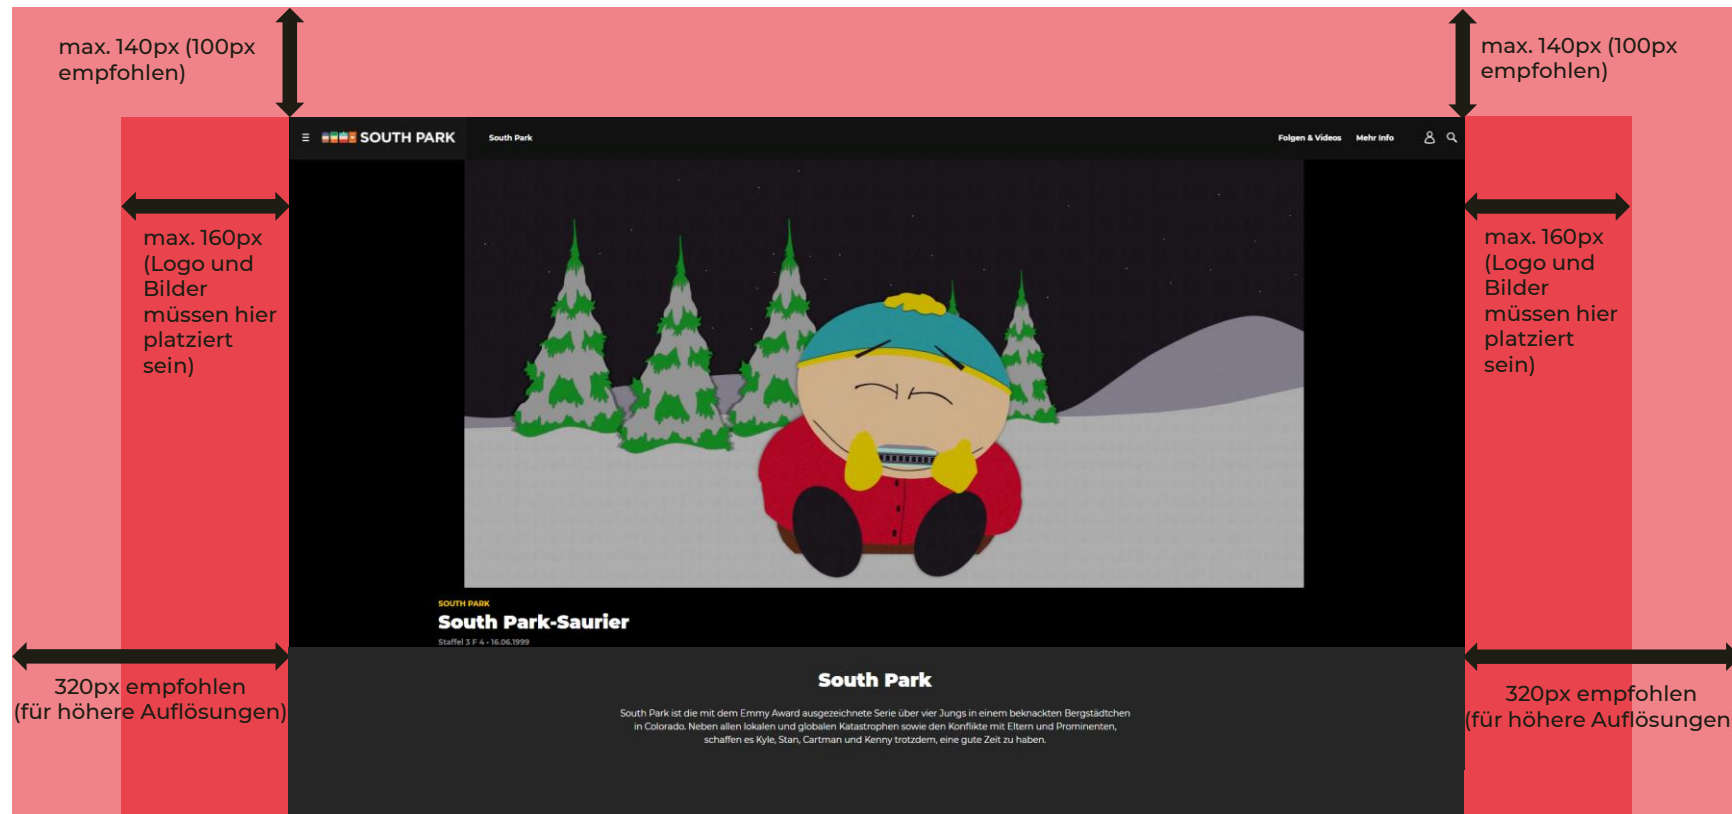 max. 140px (100px
empfohlen)
max. 140px (100px
empfohlen)
SOUTH PARK
South Park
Folgen & Videos
Mehr Info
max. 160px
(Logo und
Bilder
müssen hier
platziert
sein)
max. 160px
(Logo und
Bilder
müssen hier
platziert
sein)
SOUTH PARK
South Park-Saurier
Staffel 3 F 4 • 16.06.1999
320px empfohlen
(für höhere Auflösungen)
320px empfohlen
(für höhere Auflösungen
South Park
South Park ist die mit dem Emmy Award ausgezeichnete Serie über vier Jungs in einem beknackten Bergstädtchen
in Colorado. Neben allen lokalen und globalen Katastrophen sowie den Konflikte mit Eltern und Prominenten,
schaffen es Kyle, Stan, Cartman und Kenny trotzdem, eine gute Zeit zu haben.